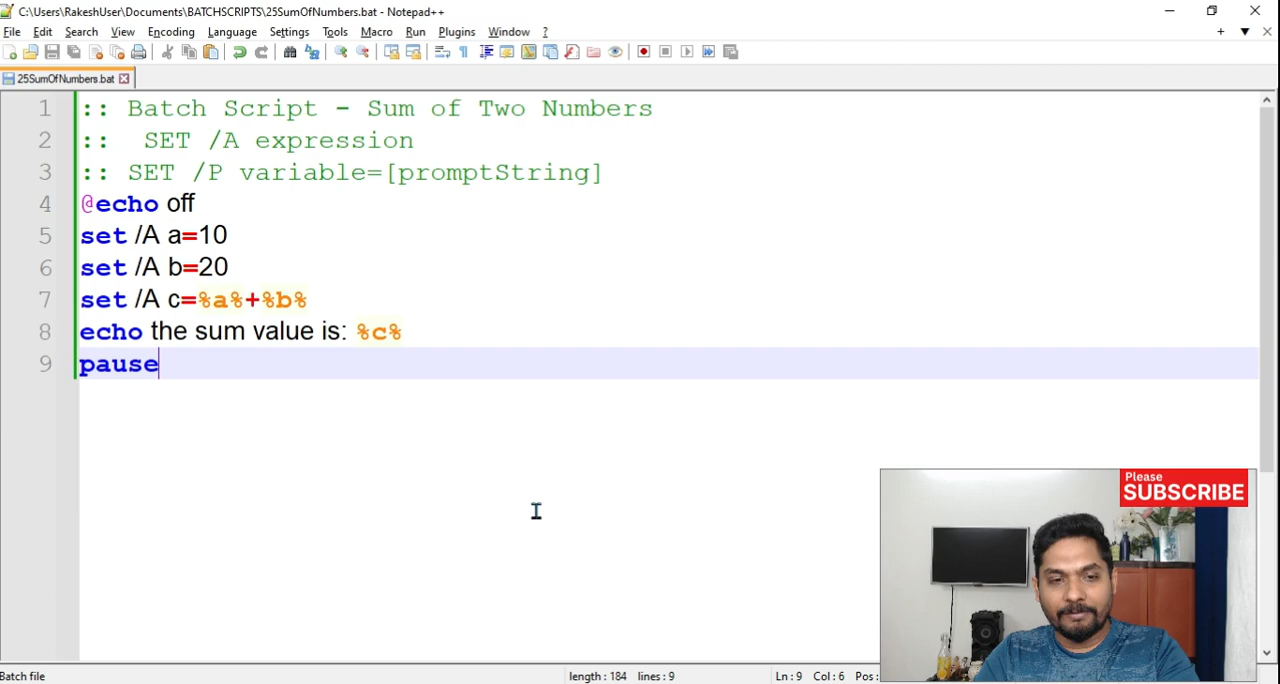 C:\Users\RakeshUser\Documents\BATCHSCRIPTS\25SumOfNumbers.bat - Notepad++
File Edit Search View Encoding Language Settings Tools Macro Run Plugins Window ?
25SumOfNumbers.bat
1 :: Batch Script - Sum of Two Numbers
2 ::  SET /A expression
3 :: SET /P variable=[promptString]
4 @echo off
5 set /A a=10
6 set /A b=20
7 set /A c=%a%+%b%
8 echo the sum value is: %c%
9 pause
Please
SUBSCRIBE
Batch file length : 184 lines : 9 Ln : 9 Col : 6 Pos :